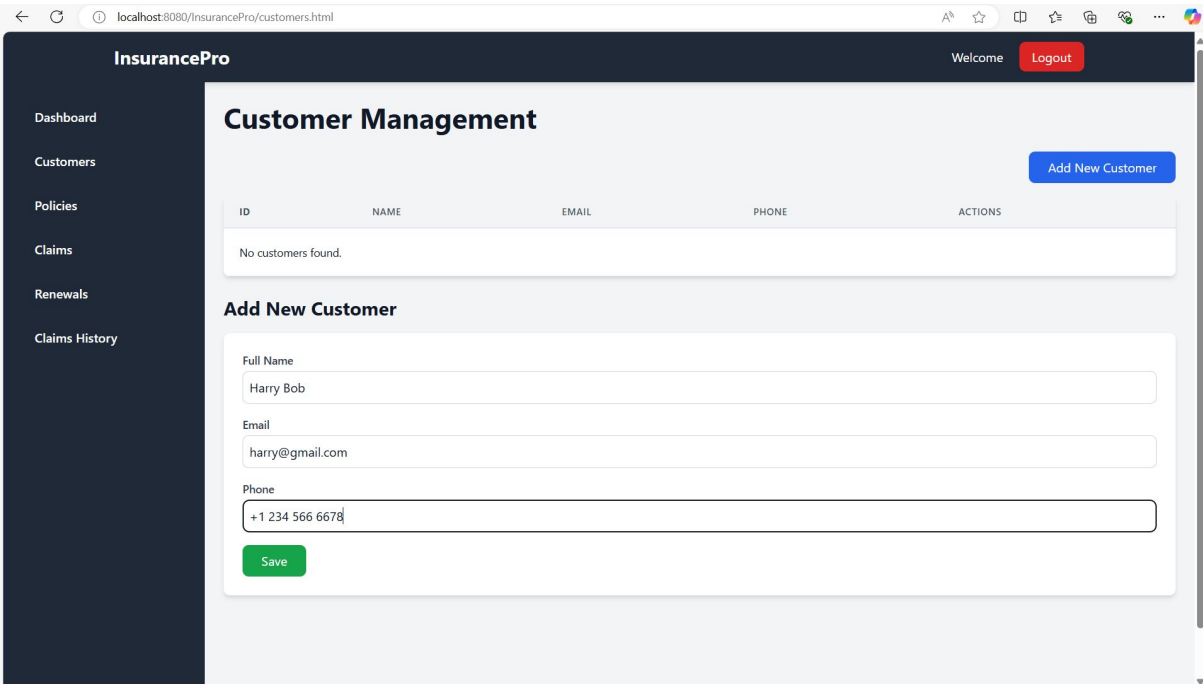 localhost:8080/InsurancePro/customers.html
InsurancePro
Welcome
Logout
Dashboard
Customers
Policies
Claims
Renewals
Claims History
Customer Management
Add New Customer
ID NAME EMAIL PHONE ACTIONS
No customers found.
Add New Customer
Full Name
Harry Bob
Email
harry@gmail.com
Phone
+1 234 566 6678
Save